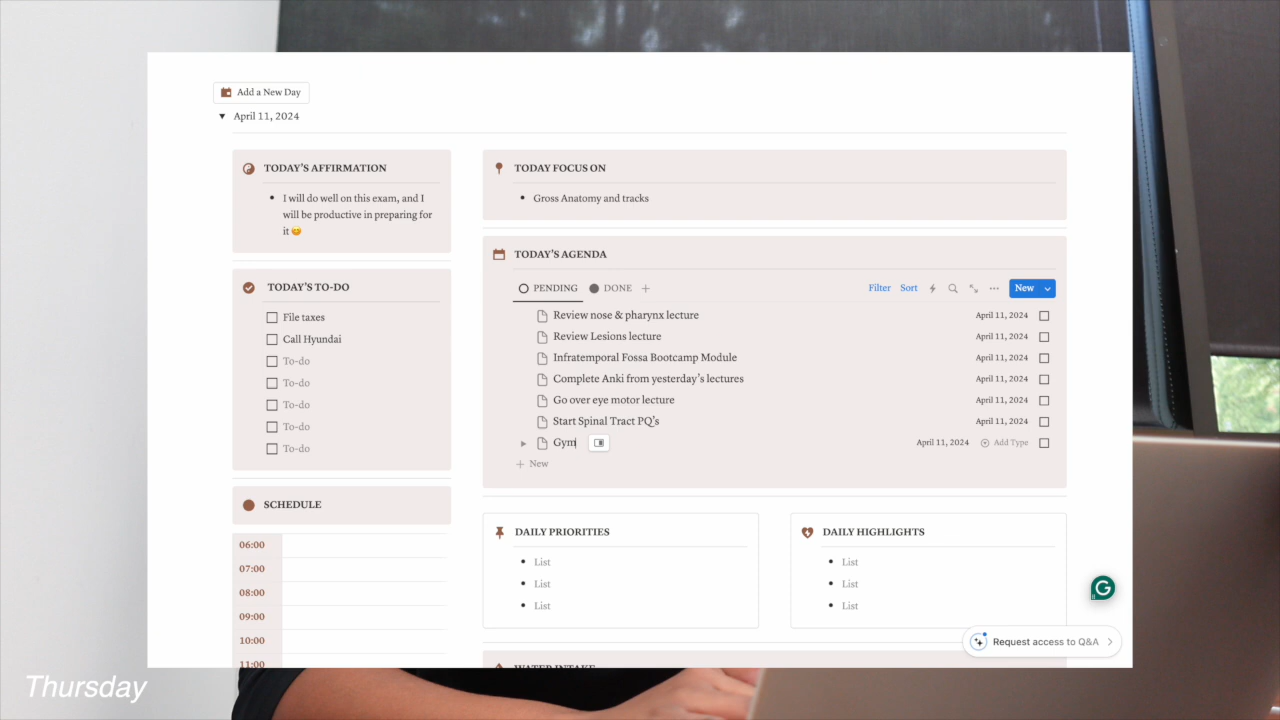 Add a New Day
April 11, 2024
TODAY'S AFFIRMATION
I will do well on this exam, and I
will be productive in preparing for
it 😊
TODAY'S TO-DO
File taxes
Call Hyundai
To-do
To-do
To-do
To-do
To-do
SCHEDULE
06:00
07:00
08:00
09:00
10:00
11:00
TODAY FOCUS ON
Gross Anatomy and tracks
TODAY'S AGENDA
PENDING DONE
Filter Sort New
Review nose & pharynx lecture April 11, 2024
Review Lesions lecture April 11, 2024
Infratemporal Fossa Bootcamp Module April 11, 2024
Complete Anki from yesterday's lectures April 11, 2024
Go over eye motor lecture April 11, 2024
Start Spinal Tract PQ's April 11, 2024
Gym April 11, 2024 Add Type
New
DAILY PRIORITIES
List
List
List
DAILY HIGHLIGHTS
List
List
List
WATER INTAKE
Request access to Q&A
Thursday